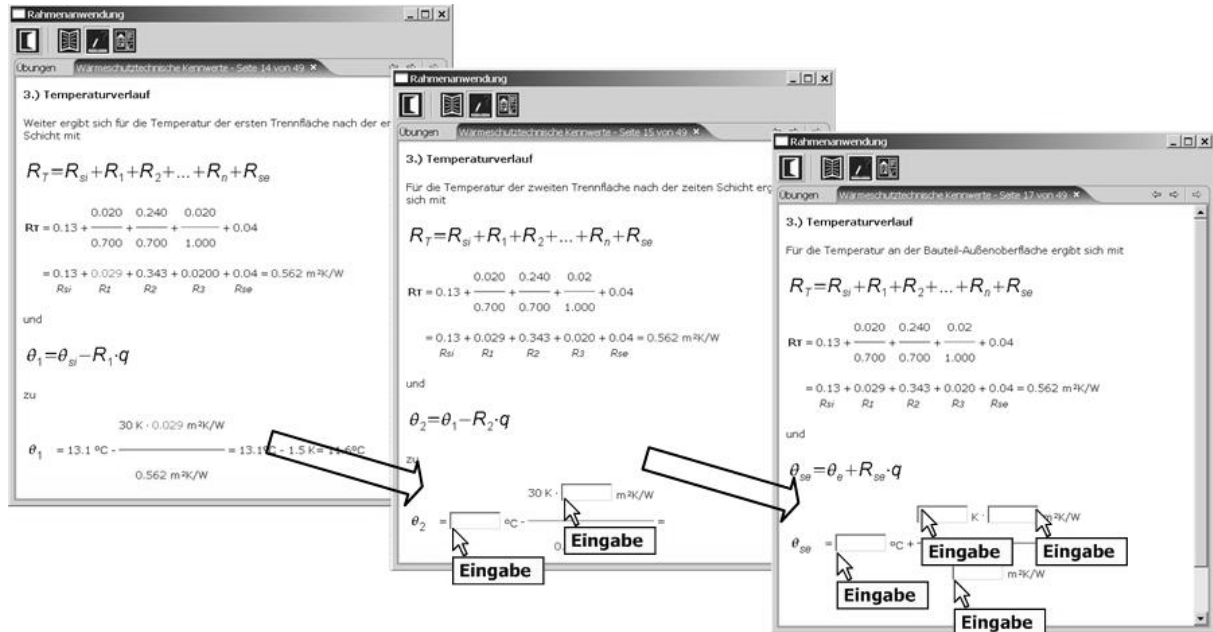 Rahmenanwendung
Übungen Wärmeschutztechnische Kennwerte - Seite 14 von 49
3.) Temperaturverlauf
Weiter ergibt sich für die Temperatur der ersten Trennfläche nach der er
Schicht mit
R_T=R_si+R_1+R_2+...+R_n+R_se
0.020 0.240 0.020
R_T = 0.13 + ——— + ——— + ——— + 0.04
0.700 0.700 1.000
= 0.13 + 0.029 + 0.343 + 0.0200 + 0.04 = 0.562 m²K/W
Rsi R1 R2 R3 Rse
und
θ_1=θ_si−R_1·q
zu
30 K · 0.029 m²K/W
θ_1 = 13.1 ºC - ——— = 13.1ºC - 1.5 K= 11.6ºC
0.562 m²K/W
Rahmenanwendung
Übungen Wärmeschutztechnische Kennwerte - Seite 15 von 49
3.) Temperaturverlauf
Für die Temperatur der zweiten Trennfläche nach der zeiten Schicht erg
sich mit
R_T=R_si+R_1+R_2+...+R_n+R_se
0.020 0.240 0.02
R_T = 0.13 + ——— + ——— + ——— + 0.04
0.700 0.700 1.000
= 0.13 + 0.029 + 0.343 + 0.020 + 0.04 = 0.562 m²K/W
Rsi R1 R2 R3 Rse
und
θ_2=θ_1−R_2·q
zu
30 K · m²K/W
θ_2 = ºC - ——— =
0.
Eingabe
Eingabe
Rahmenanwendung
Übungen Wärmeschutztechnische Kennwerte - Seite 17 von 49
3.) Temperaturverlauf
Für die Temperatur an der Bauteil-Außenoberfläche ergibt sich mit
R_T=R_si+R_1+R_2+...+R_n+R_se
0.020 0.240 0.02
R_T = 0.13 + ——— + ——— + ——— + 0.04
0.700 0.700 1.000
= 0.13 + 0.029 + 0.343 + 0.020 + 0.04 = 0.562 m²K/W
Rsi R1 R2 R3 Rse
und
θ_se=θ_e+R_se·q
K · m²K/W
θ_se = ºC + ———
Eingabe Eingabe
m²K/W
Eingabe
Eingabe